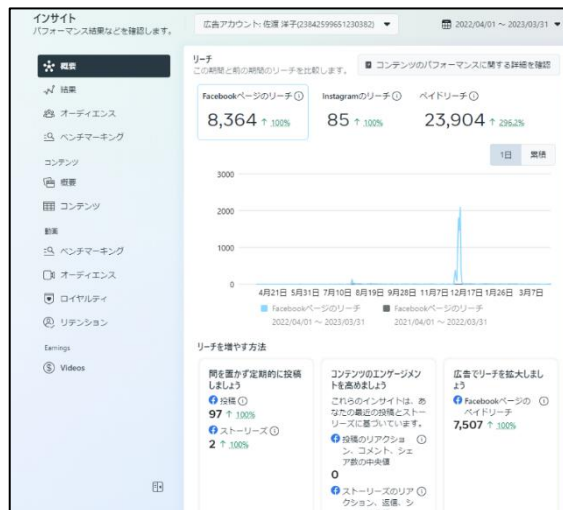 インサイト
パフォーマンス結果などを確認します。
概要
結果
オーディエンス
ベンチマーキング
コンテンツ
概要
コンテンツ
動画
ベンチマーキング
オーディエンス
ロイヤルティ
リテンション
Earnings
Videos
広告アカウント: 佐渡 洋子(23842599651230382)
2022/04/01 ～ 2023/03/31
リーチ
この期間と前の期間のリーチを比較します。
コンテンツのパフォーマンスに関する詳細を確認
Facebookページのリーチ
8,364 ↑ 100%
Instagramのリーチ
85 ↑ 100%
ペイドリーチ
23,904 ↑ 296.2%
1日 累積
3000
2000
1000
0
4月21日 5月31日 7月10日 8月19日 9月28日 11月7日 12月17日 1月26日 3月7日
Facebookページのリーチ
2022/04/01 ～ 2023/03/31
Facebookページのリーチ
2021/04/01 ～ 2022/03/31
リーチを増やす方法
間を置かず定期的に投稿
しましょう
投稿
97 ↑ 100%
ストーリーズ
2 ↑ 100%
コンテンツのエンゲージメン
トを高めましょう
これらのインサイトは、あ
なたの最近の投稿とストー
リーズに基づいています。
投稿のリアクショ
ン、コメント、シェ
ア数の中央値
0
ストーリーズのリア
クション、返信、シ
広告でリーチを拡大しまし
ょう
Facebookページの
ペイドリーチ
7,507 ↑ 100%